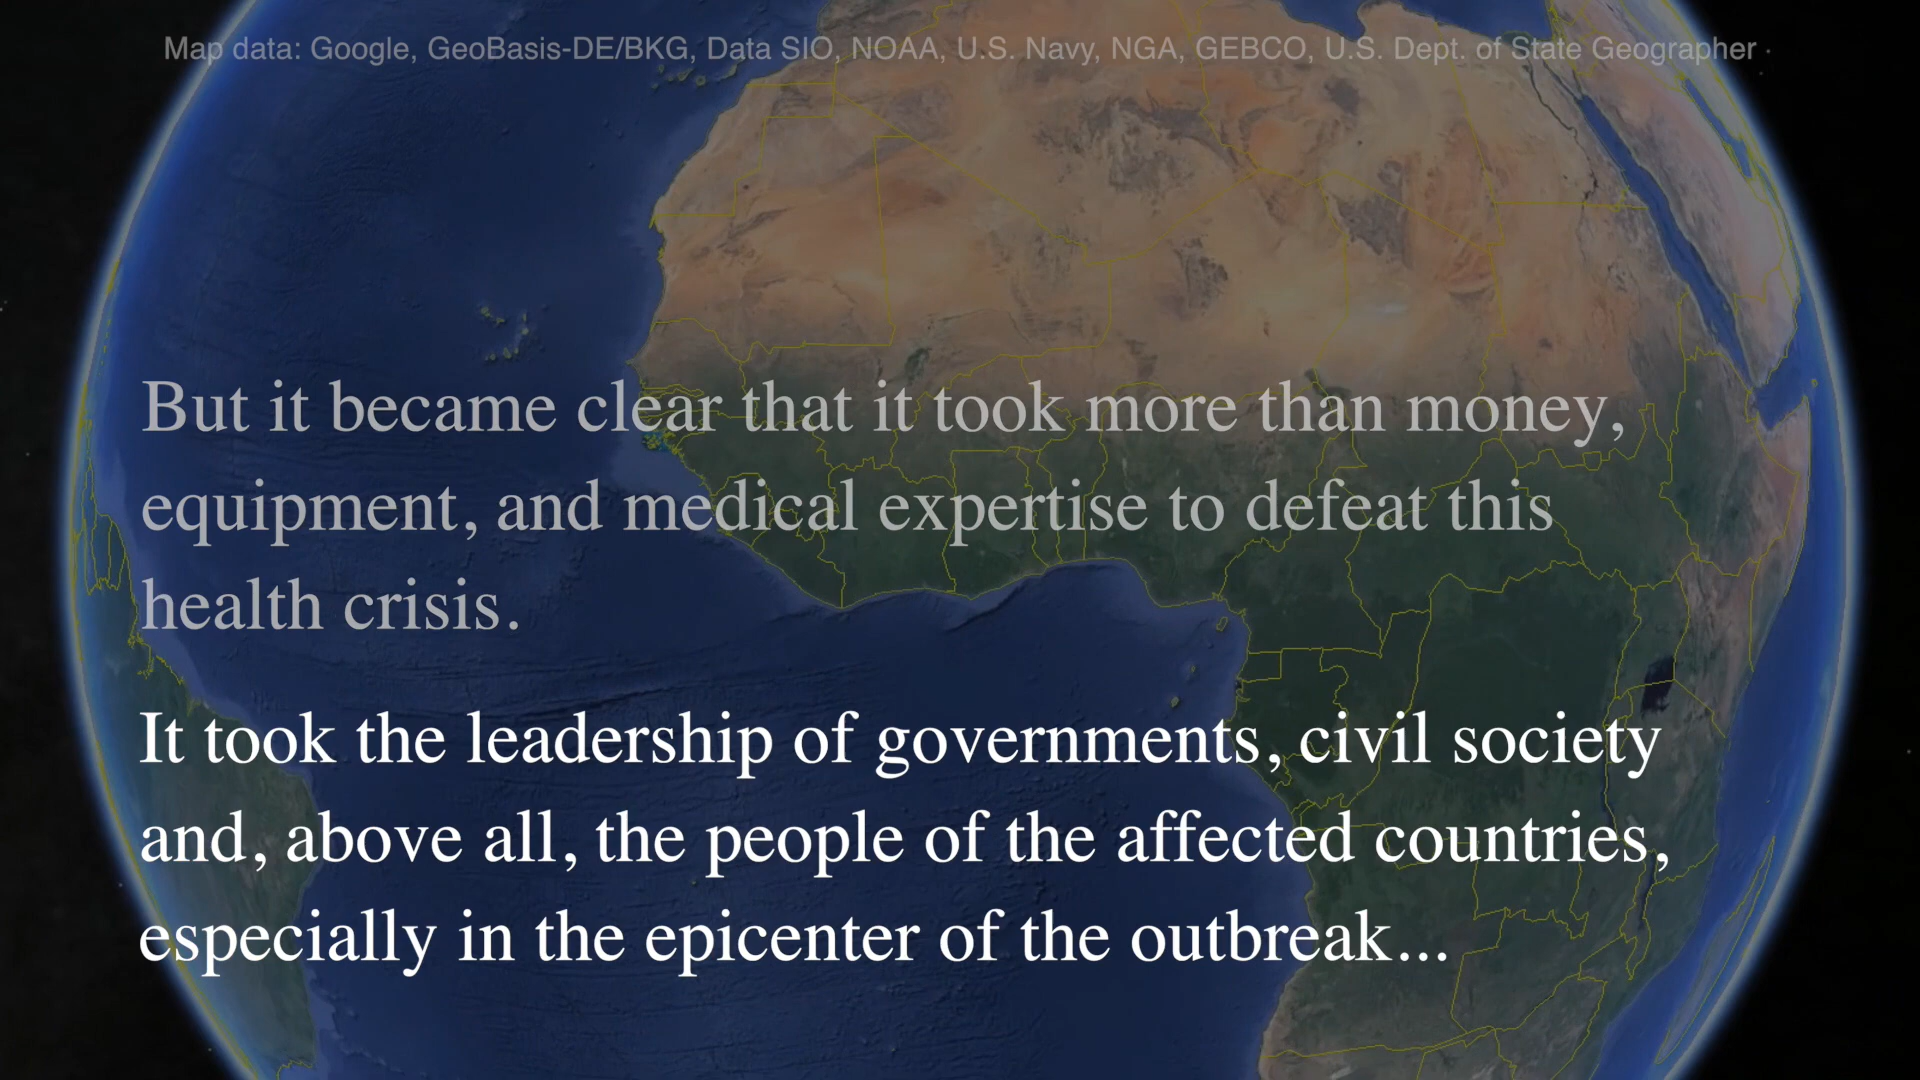 Map data: Google, GeoBasis-DE/BKG, Data SIO, NOAA, U.S. Navy, NGA, GEBCO, U.S. Dept. of State Geographer
But it became clear that it took more than money,
equipment, and medical expertise to defeat this
health crisis.
It took the leadership of governments, civil society
and, above all, the people of the affected countries,
especially in the epicenter of the outbreak...